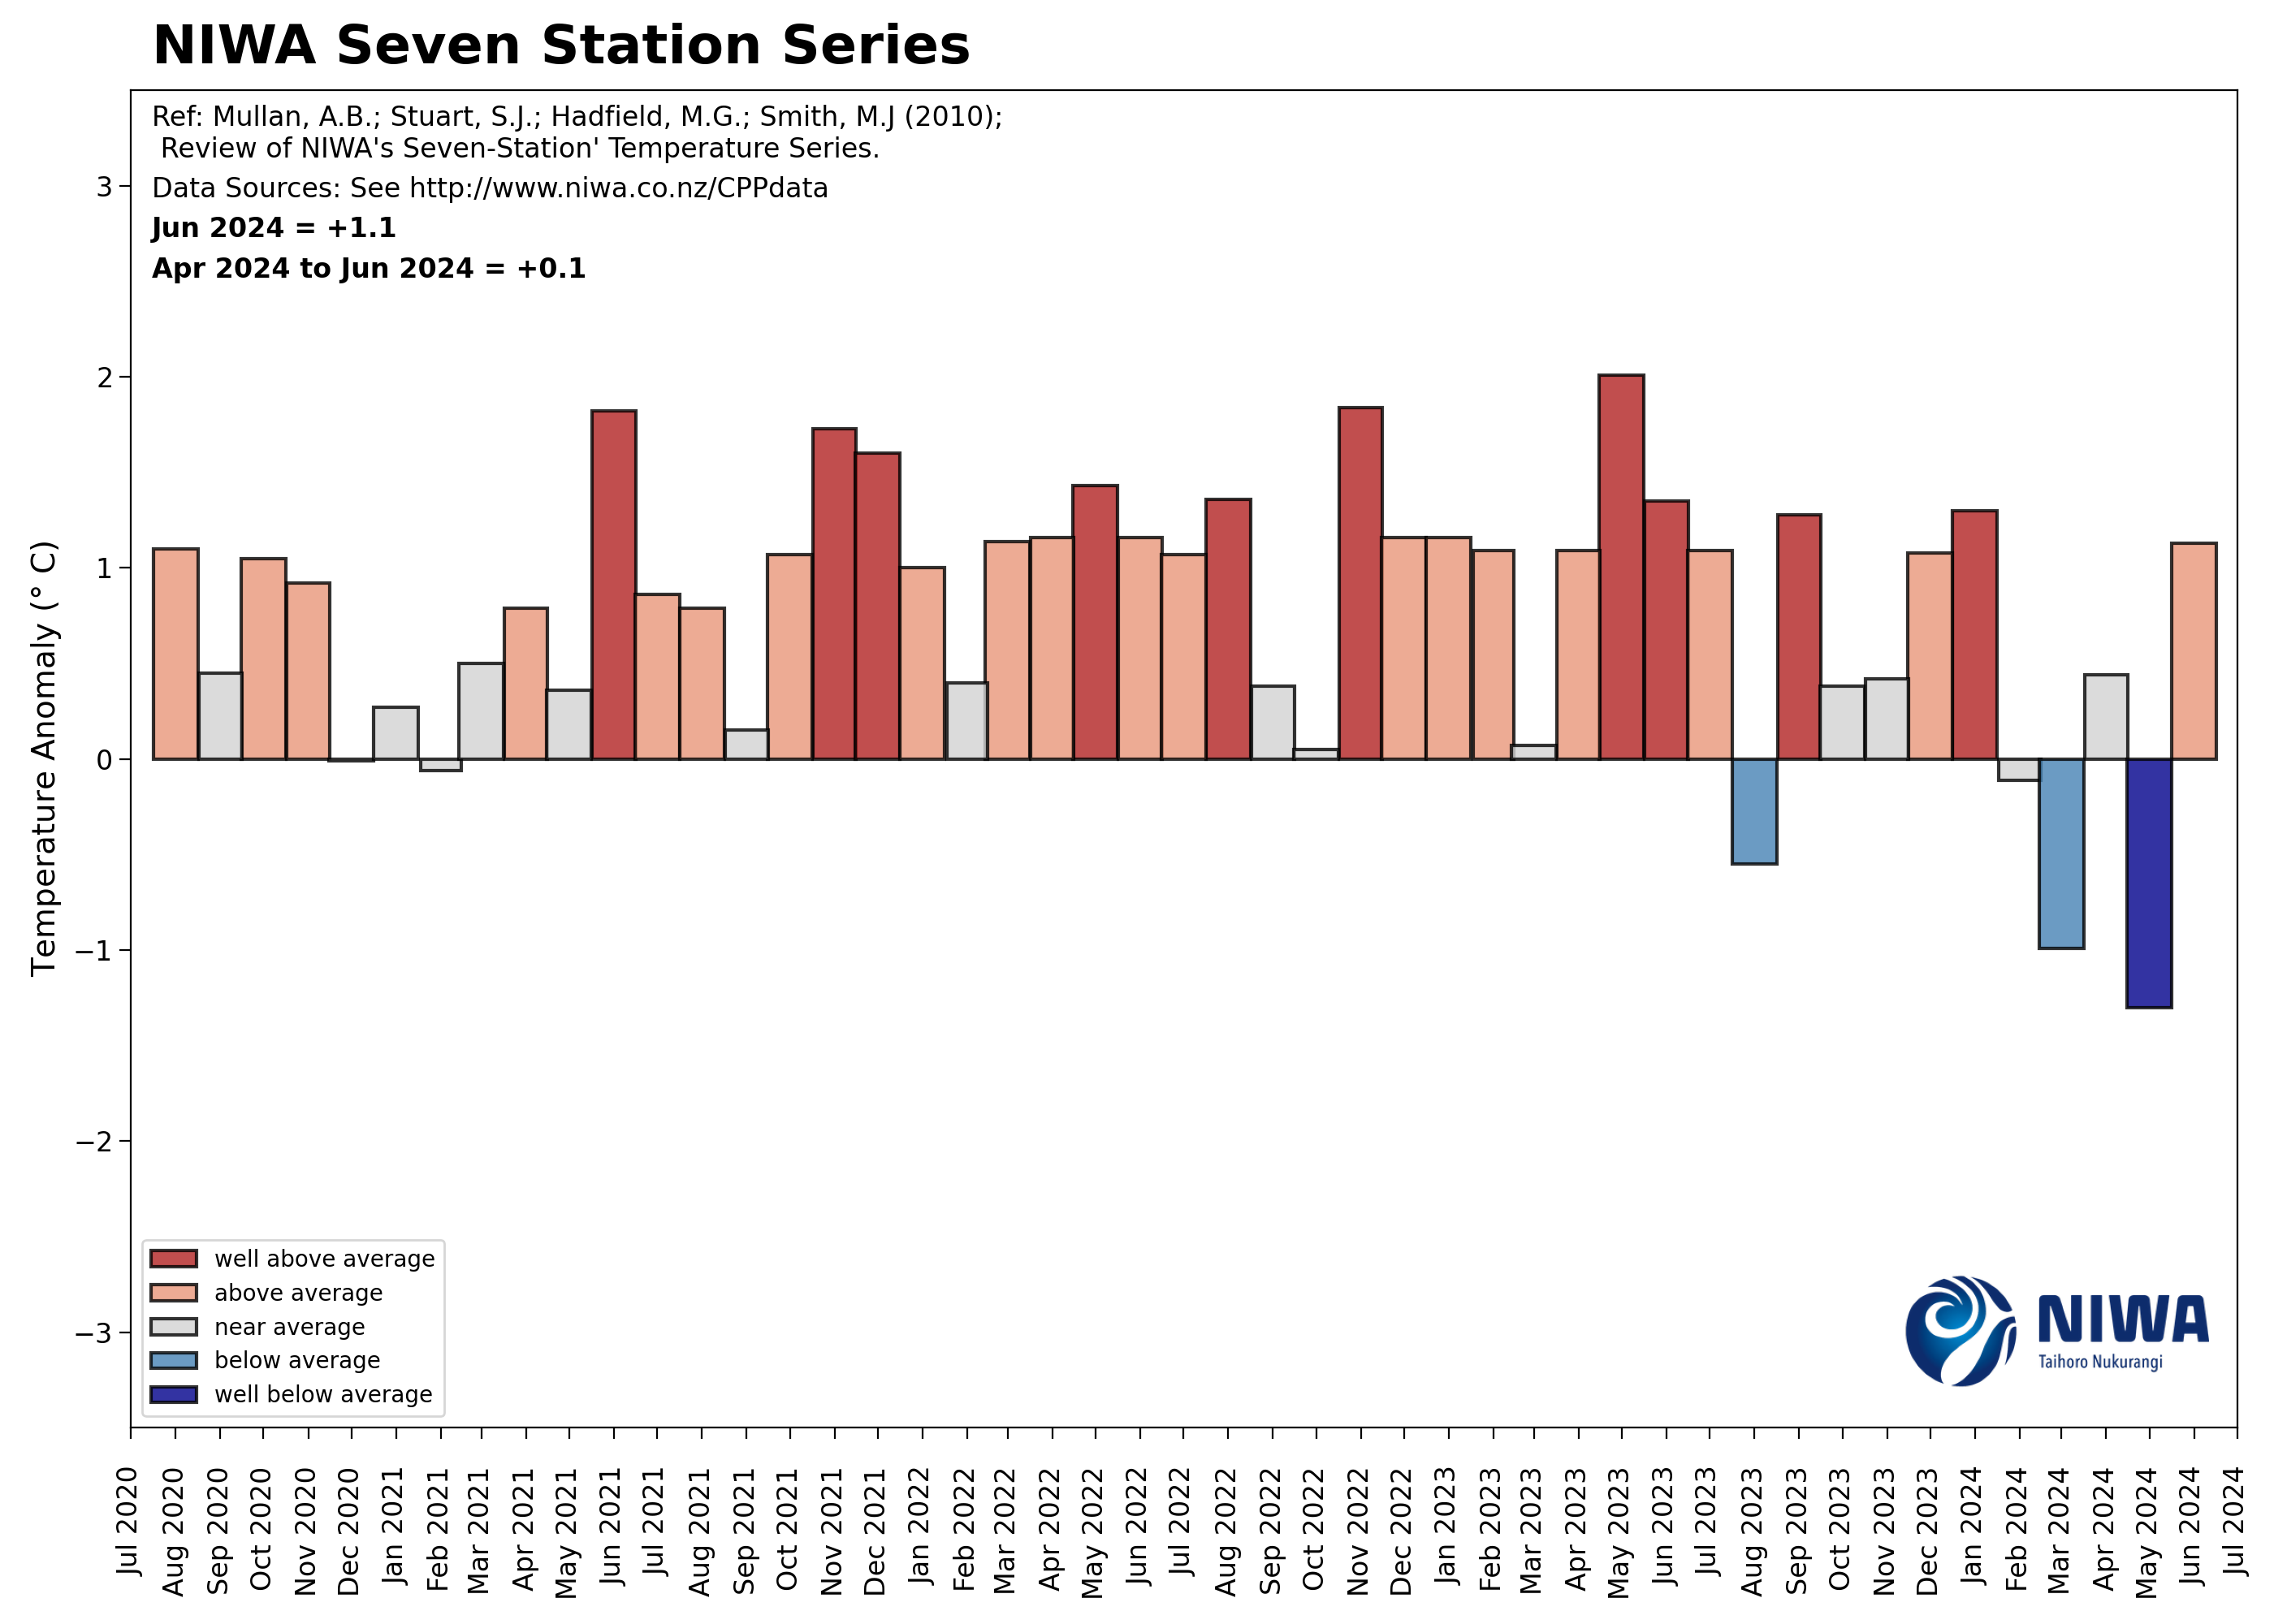 NIWA Seven Station Series
Ref: Mullan, A.B.; Stuart, S.J.; Hadfield, M.G.; Smith, M.J (2010);
Review of NIWA's Seven-Station' Temperature Series.
Data Sources: See http://www.niwa.co.nz/CPPdata
Jun 2024 = +1.1
Apr 2024 to Jun 2024 = +0.1
Temperature Anomaly (° C)
3
2
1
0
−1
−2
−3
well above average
above average
near average
below average
well below average
NIWA
Taihoro Nukurangi
Jul 2020
Aug 2020
Sep 2020
Oct 2020
Nov 2020
Dec 2020
Jan 2021
Feb 2021
Mar 2021
Apr 2021
May 2021
Jun 2021
Jul 2021
Aug 2021
Sep 2021
Oct 2021
Nov 2021
Dec 2021
Jan 2022
Feb 2022
Mar 2022
Apr 2022
May 2022
Jun 2022
Jul 2022
Aug 2022
Sep 2022
Oct 2022
Nov 2022
Dec 2022
Jan 2023
Feb 2023
Mar 2023
Apr 2023
May 2023
Jun 2023
Jul 2023
Aug 2023
Sep 2023
Oct 2023
Nov 2023
Dec 2023
Jan 2024
Feb 2024
Mar 2024
Apr 2024
May 2024
Jun 2024
Jul 2024